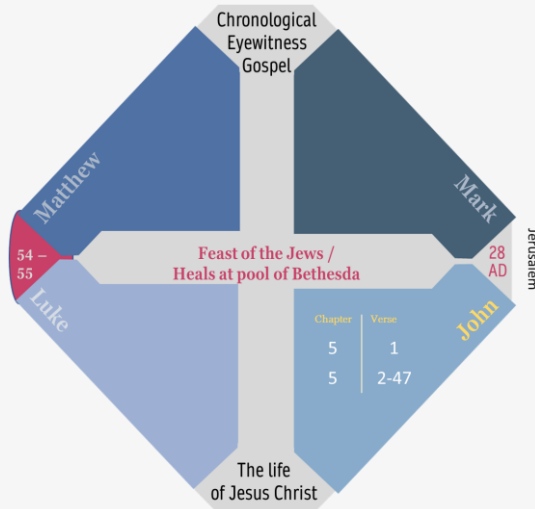 Chronological
Eyewitness
Gospel
Matthew
Mark
54 –
55
Feast of the Jews /
Heals at pool of Bethesda
28
AD
Jerusalem
Luke
John
Chapter Verse
5 1
5 2-47
The life
of Jesus Christ